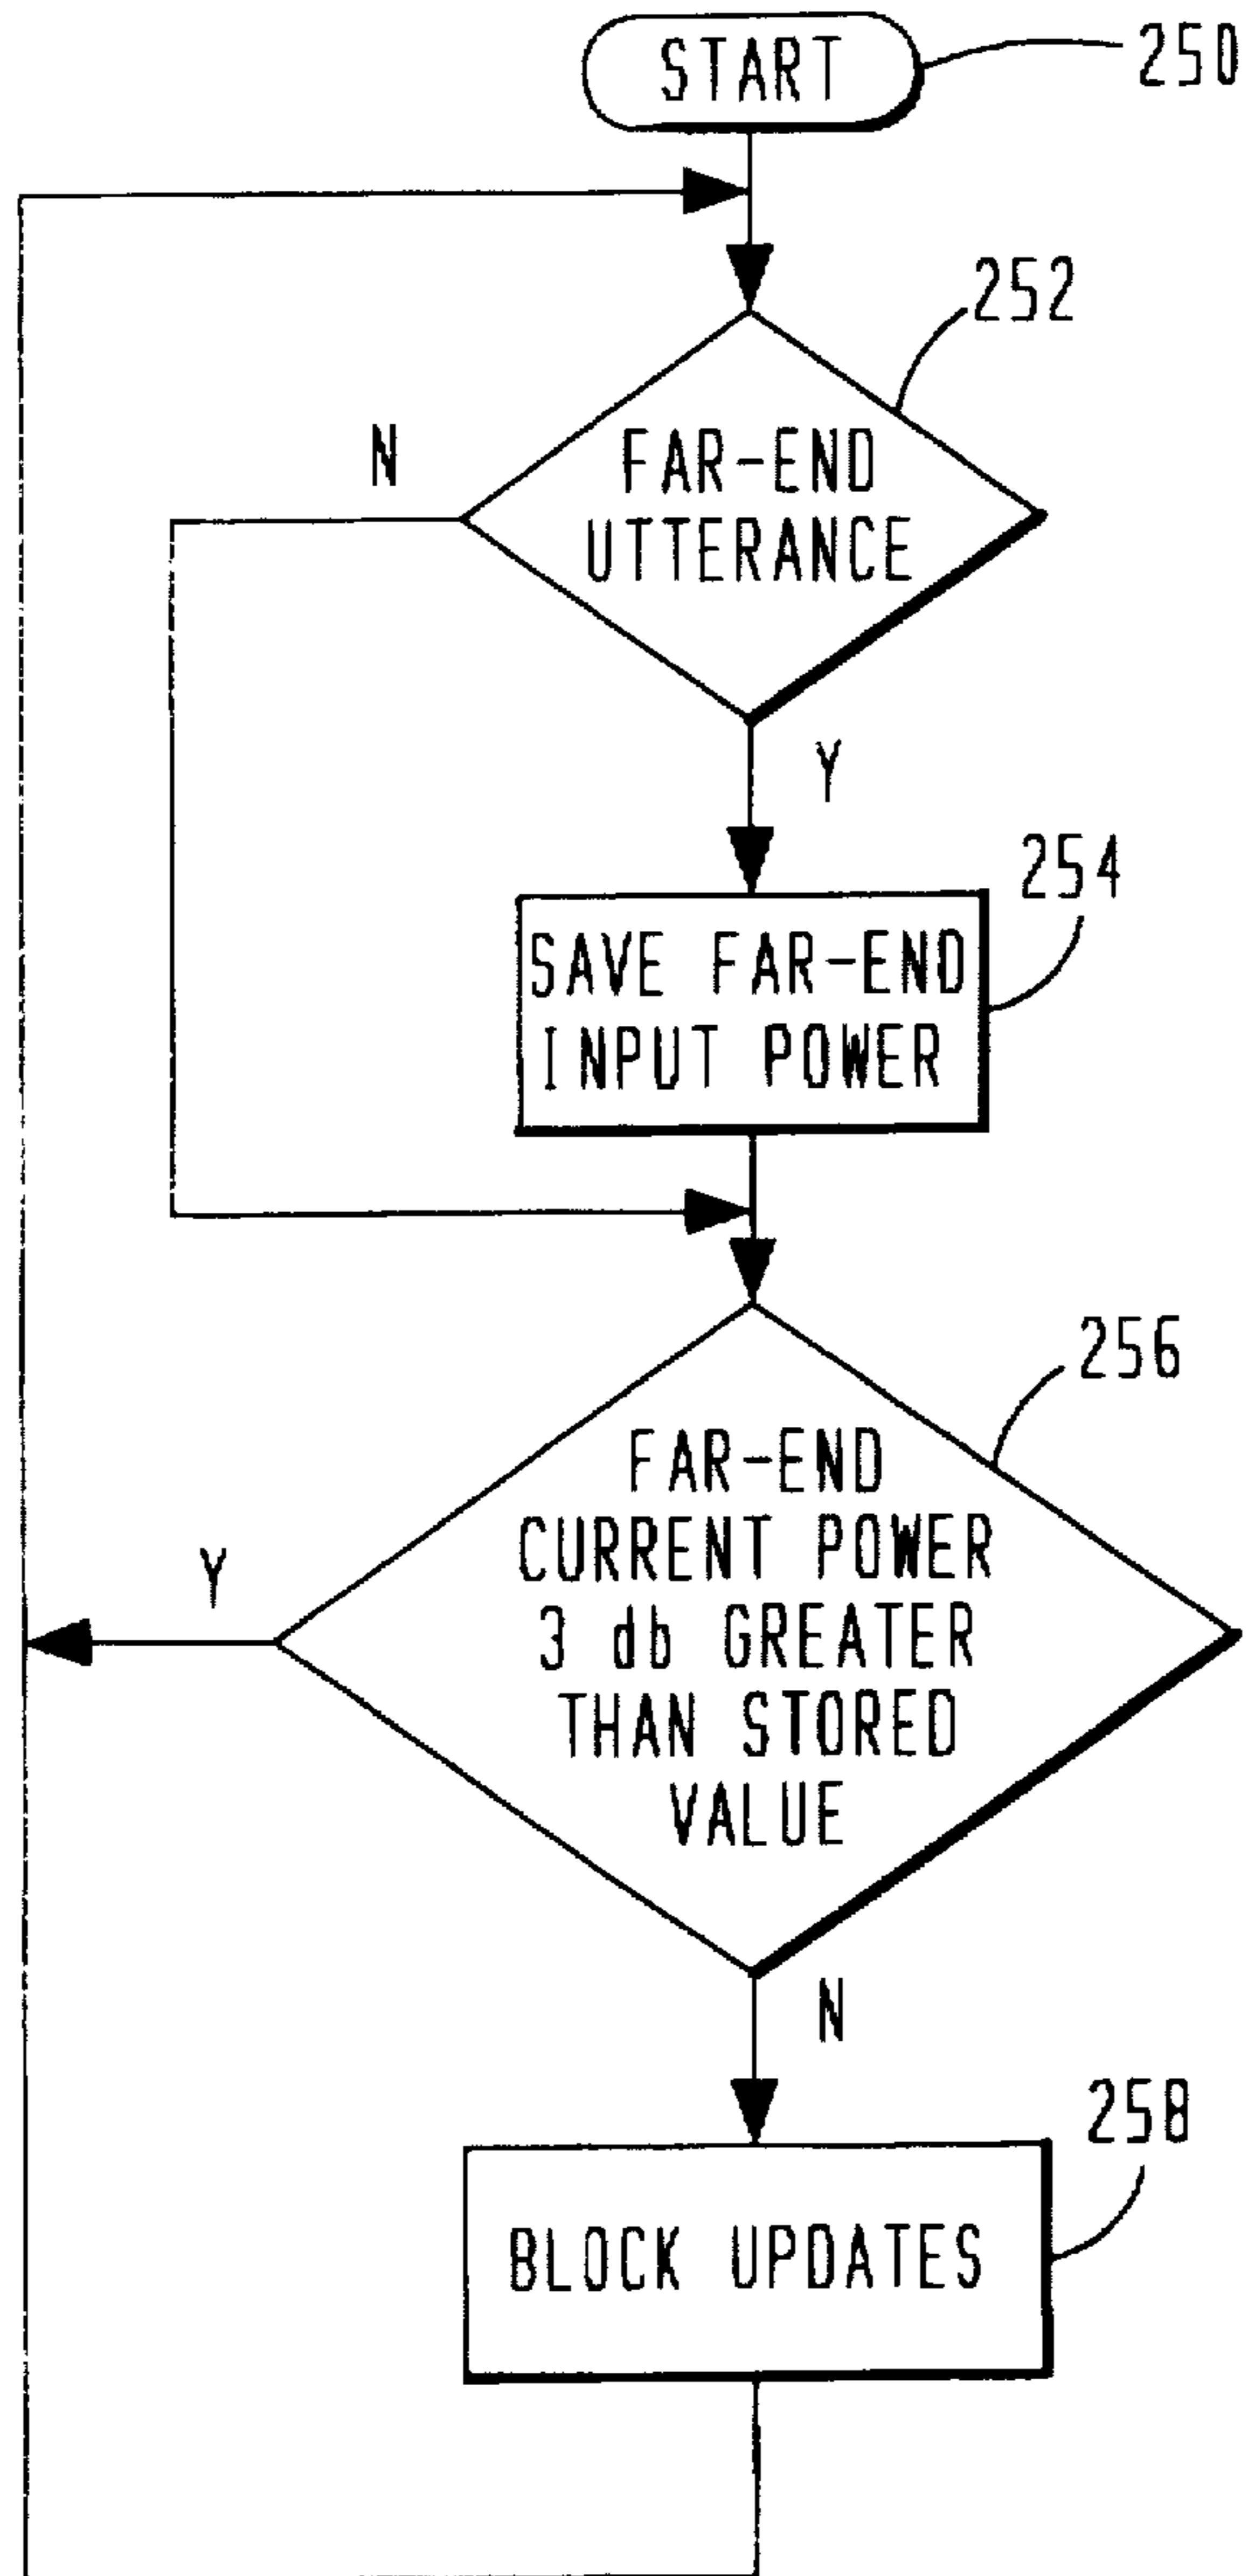 START
250
252
N
FAR-END
UTTERANCE
Y
254
SAVE FAR-END
INPUT POWER
256
FAR-END
CURRENT POWER
3 db GREATER
THAN STORED
VALUE
Y
N
258
BLOCK UPDATES